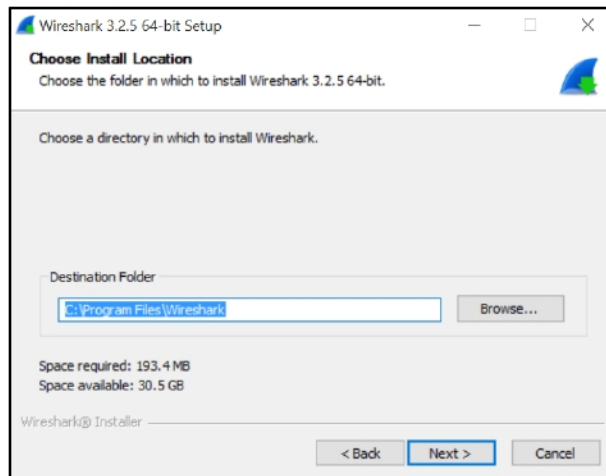 Wireshark 3.2.5 64-bit Setup
Choose Install Location
Choose the folder in which to install Wireshark 3.2.5 64-bit.
Choose a directory in which to install Wireshark.
Destination Folder
C:\Program Files\Wireshark
Browse...
Space required: 193.4 MB
Space available: 30.5 GB
Wireshark® Installer
< Back Next > Cancel